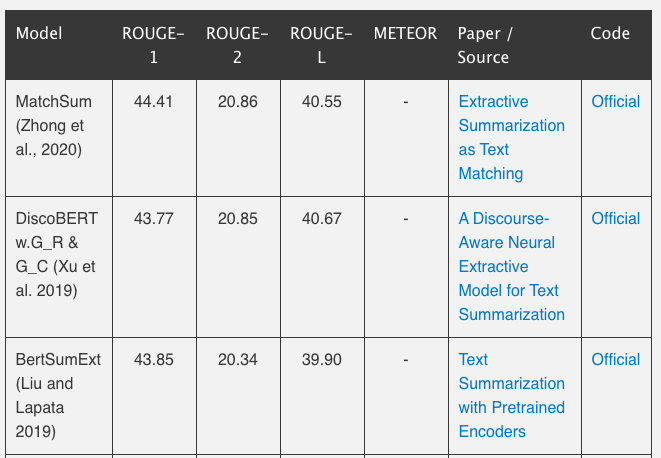 Model ROUGE-1 ROUGE-2 ROUGE-L METEOR Paper / Source Code
MatchSum (Zhong et al., 2020) 44.41 20.86 40.55 - Extractive Summarization as Text Matching Official
DiscoBERT w.G_R & G_C (Xu et al. 2019) 43.77 20.85 40.67 - A Discourse-Aware Neural Extractive Model for Text Summarization Official
BertSumExt (Liu and Lapata 2019) 43.85 20.34 39.90 - Text Summarization with Pretrained Encoders Official